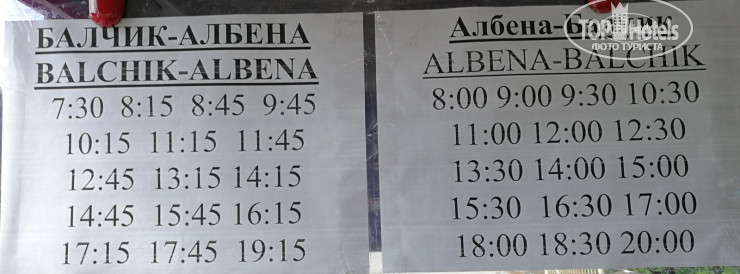 БАЛЧИК-АЛБЕНА
BALCHIK-ALBENA
7:30 8:15 8:45 9:45
10:15 11:15 11:45
12:45 13:15 14:15
14:45 15:45 16:15
17:15 17:45 19:15
Албена-
ALBENA-BALCHIK
8:00 9:00 9:30 10:30
11:00 12:00 12:30
13:30 14:00 15:00
15:30 16:30 17:00
18:00 18:30 20:00
TopHotels
ФОТО ТУРИСТА